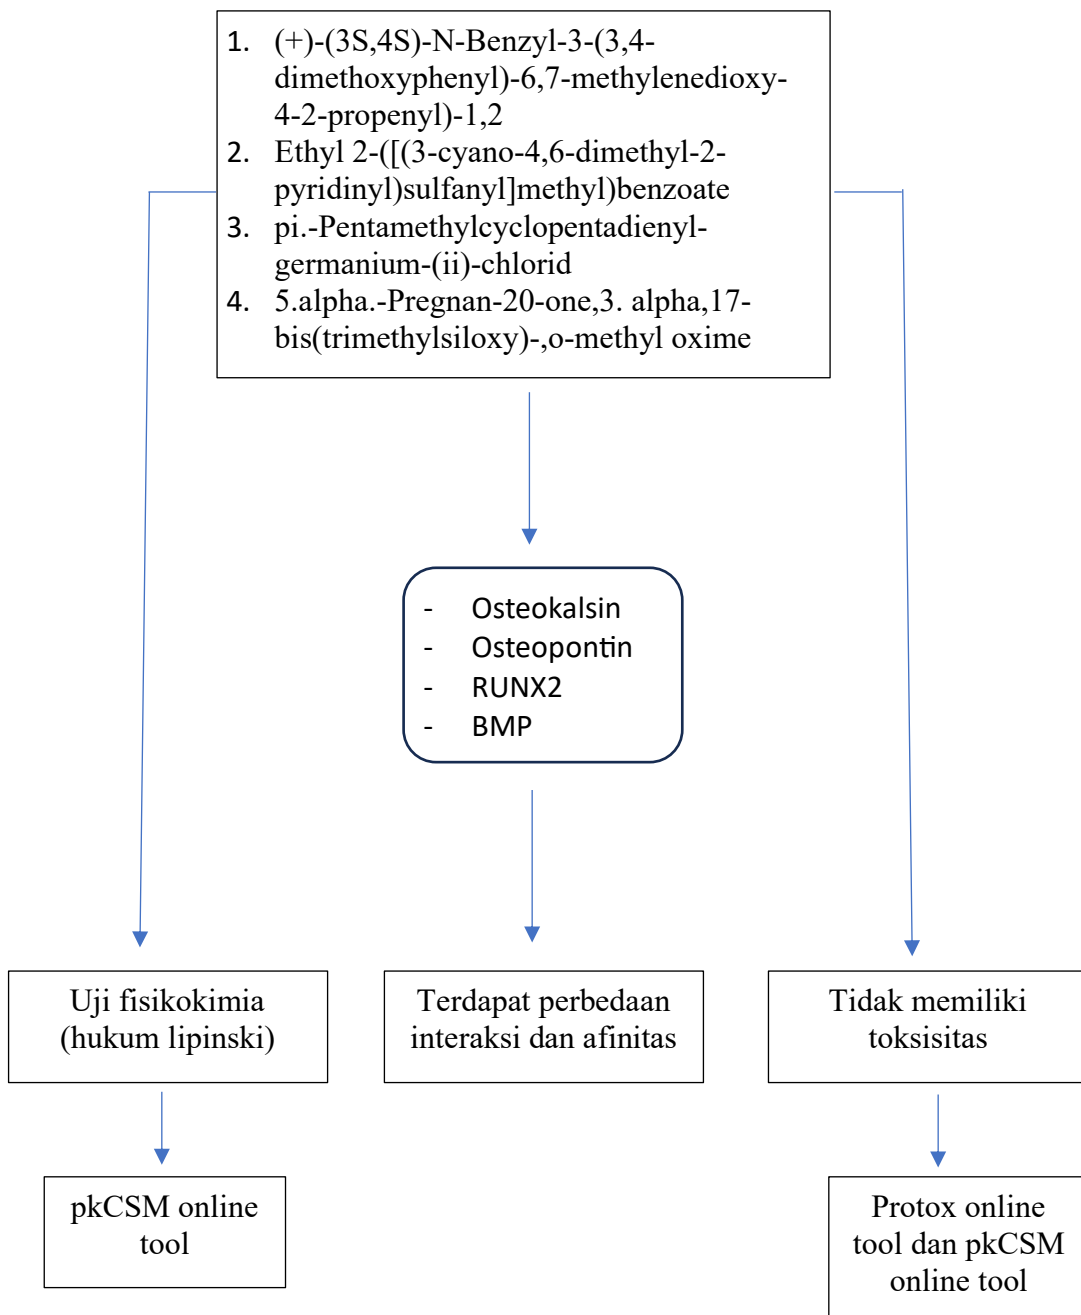 1. (+)-(3S,4S)-N-Benzyl-3-(3,4-
dimethoxyphenyl)-6,7-methylenedioxy-
4-2-propenyl)-1,2
2. Ethyl 2-([(3-cyano-4,6-dimethyl-2-
pyridinyl)sulfanyl]methyl)benzoate
3. pi.-Pentamethylcyclopentadienyl-
germanium-(ii)-chlorid
4. 5.alpha.-Pregnan-20-one,3. alpha,17-
bis(trimethylsiloxy)-,o-methyl oxime
- Osteokalsin
- Osteopontin
- RUNX2
- BMP
Uji fisikokimia
(hukum lipinski)
Terdapat perbedaan
interaksi dan afinitas
Tidak memiliki
toksisitas
pkCSM online
tool
Protox online
tool dan pkCSM
online tool